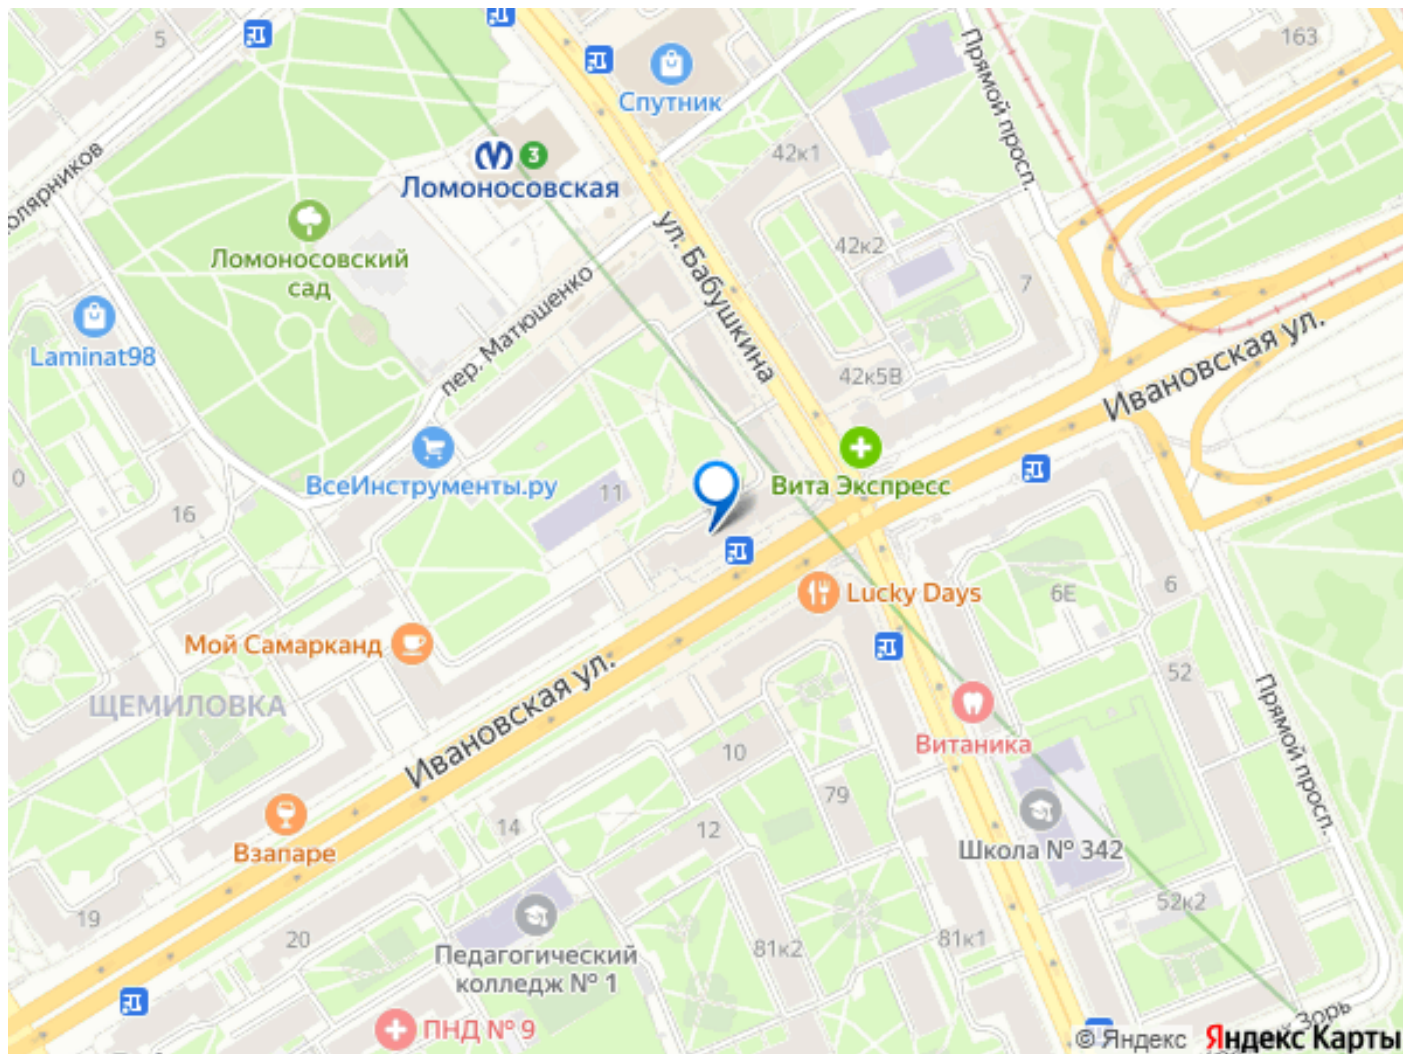 5
163
Спутник
Прямой просп.
3
Ломоносовская
42к1
ул. Бабушкина
42к2
Ломоносовский
сад
7
пер. Матюшенко
Laminat98
42к5В
Ивановская ул.
Вита Экспресс
ВсеИнструменты.ру
11
16
6Е
6
Lucky Days
Мой Самарканд
52
ЩЕМИЛОВКА
Ивановская ул.
Витаника
10
Прямой просп.
79
14
12
Взапаре
Школа № 342
19
20
52к2
81к2
81к1
Педагогический
колледж № 1
ПНД № 9
Зорь
© Яндекс Яндекс Карты